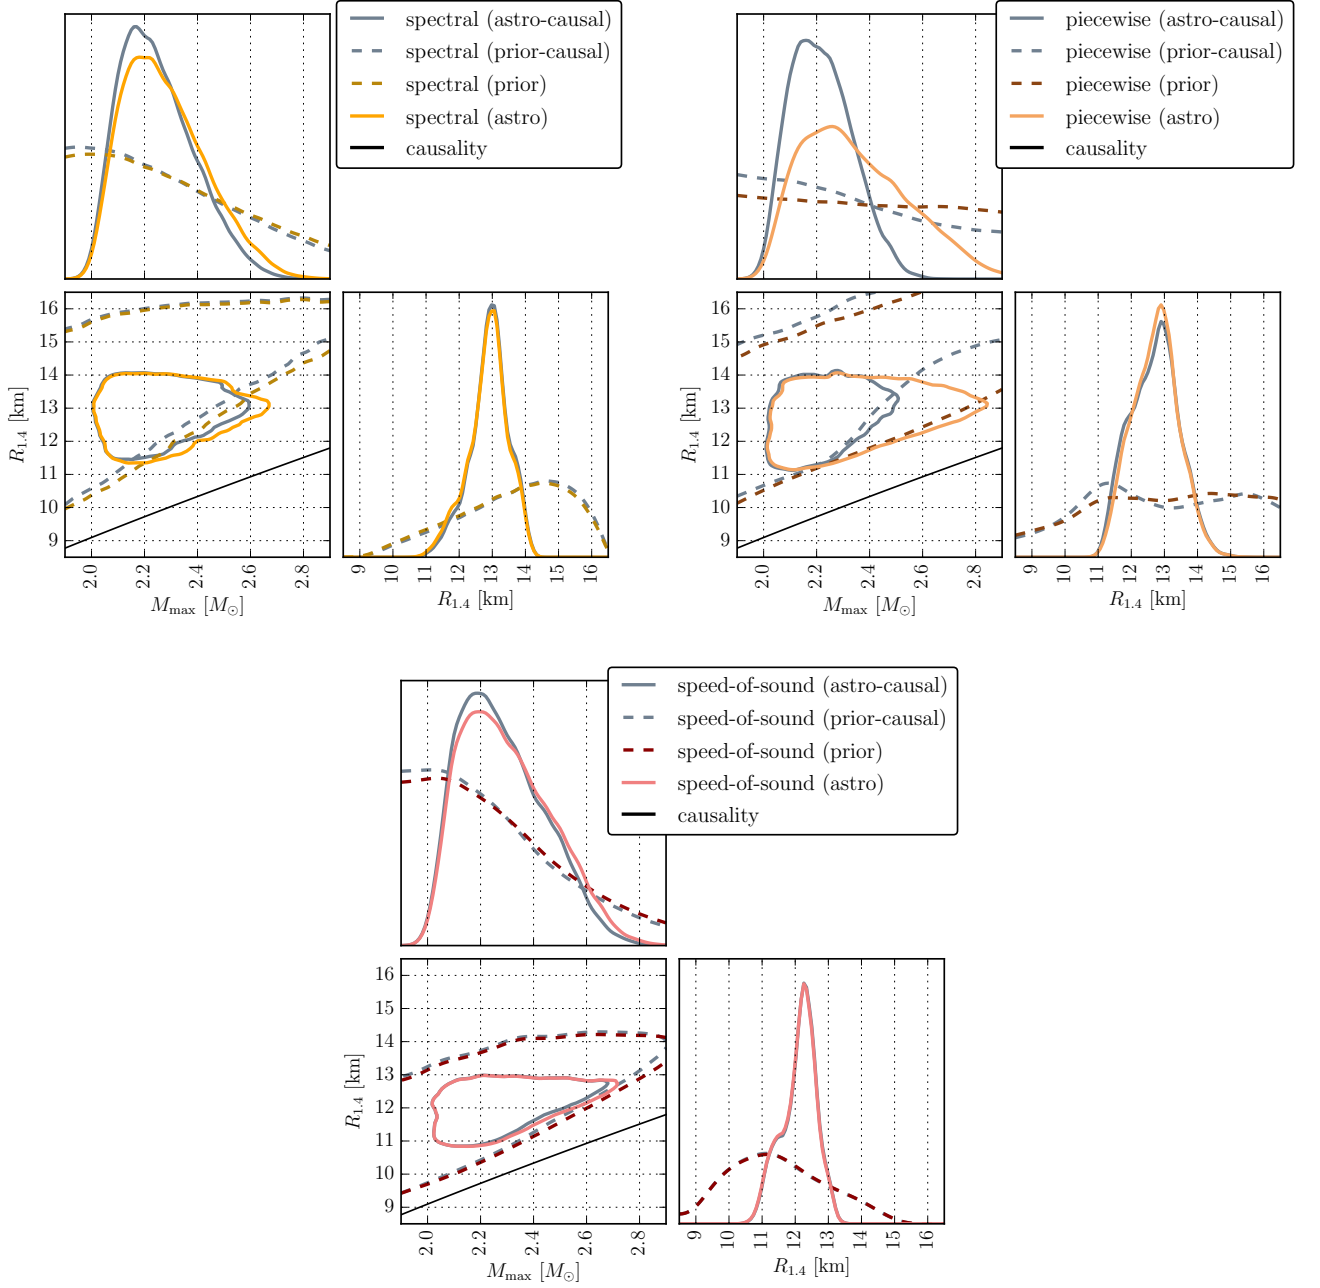 spectral (astro-causal)
spectral (prior-causal)
spectral (prior)
spectral (astro)
causality
16
15
14
13
12
11
10
9
R1.4 [km]
2.0 2.2 2.4 2.6 2.8
Mmax [M⊙]
9 10 11 12 13 14 15 16
R1.4 [km]
piecewise (astro-causal)
piecewise (prior-causal)
piecewise (prior)
piecewise (astro)
causality
16
15
14
13
12
11
10
9
R1.4 [km]
2.0 2.2 2.4 2.6 2.8
Mmax [M⊙]
9 10 11 12 13 14 15 16
R1.4 [km]
speed-of-sound (astro-causal)
speed-of-sound (prior-causal)
speed-of-sound (prior)
speed-of-sound (astro)
causality
16
15
14
13
12
11
10
9
R1.4 [km]
2.0 2.2 2.4 2.6 2.8
Mmax [M⊙]
9 10 11 12 13 14 15 16
R1.4 [km]